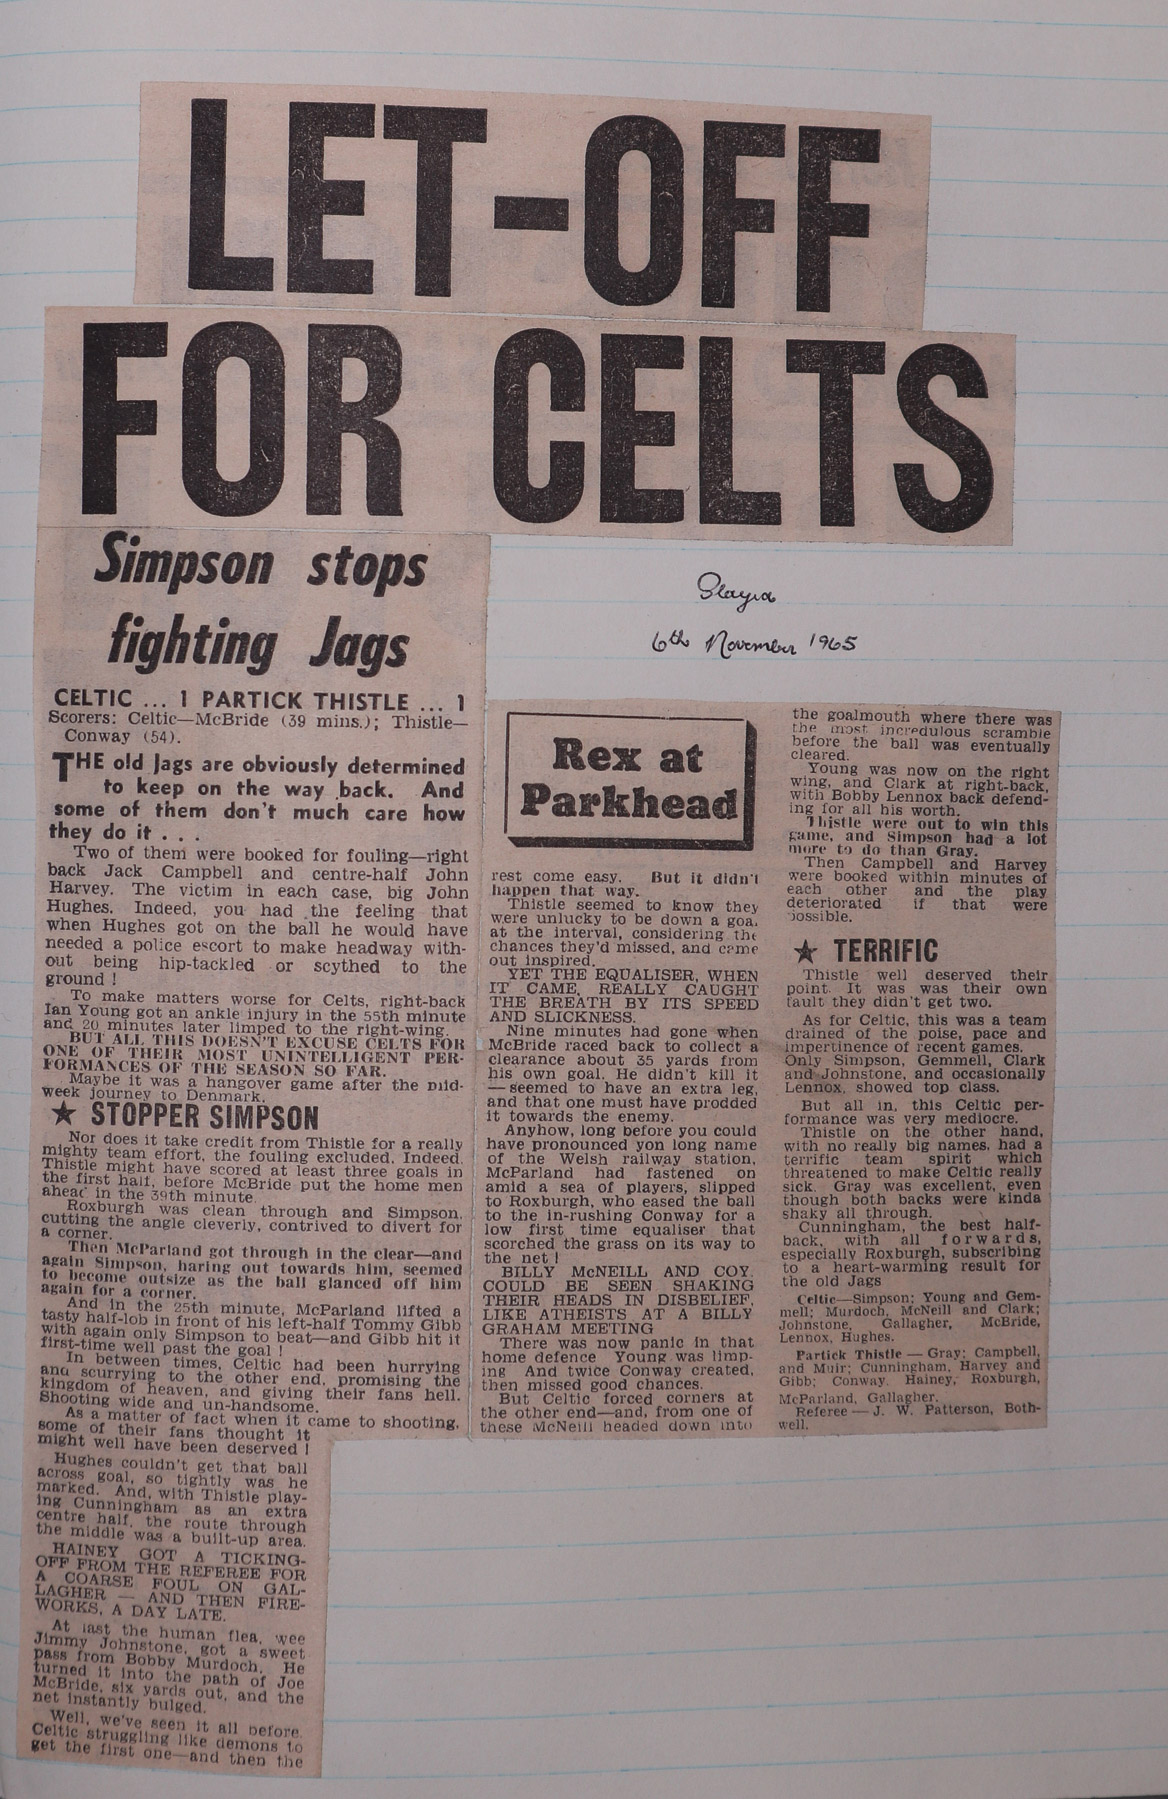 LET-OFF
FOR CELTS
Simpson stops
fighting Jags
CELTIC ... 1 PARTICK THISTLE ... 1
Scorers: Celtic—McBride (39 mins.); Thistle—
Conway (54).
THE old Jags are obviously determined
to keep on the way back. And
some of them don't much care how
they do it . . .
Two of them were booked for fouling—right
back Jack Campbell and centre-half John
Harvey. The victim in each case, big John
Hughes. Indeed, you had the feeling that
when Hughes got on the ball he would have
needed a police escort to make headway with-
out being hip-tackled or scythed to the
ground !
To make matters worse for Celts, right-back
Ian Young got an ankle injury in the 55th minute
and 20 minutes later limped to the right-wing.
BUT ALL THIS DOESN'T EXCUSE CELTS FOR
ONE OF THEIR MOST UNINTELLIGENT PER-
FORMANCES OF THE SEASON SO FAR.
Maybe it was a hangover game after the mid-
week journey to Denmark.
★ STOPPER SIMPSON
Nor does it take credit from Thistle for a really
mighty team effort, the fouling excluded. Indeed,
Thistle might have scored at least three goals in
the first half, before McBride put the home men
ahead in the 39th minute.
Roxburgh was clean through and Simpson,
cutting the angle cleverly, contrived to divert for
a corner.
Then McParland got through in the clear—and
again Simpson, haring out towards him, seemed
to become outsize as the ball glanced off him
again for a corner.
And in the 25th minute, McParland lifted a
tasty half-lob in front of his left-half Tommy Gibb
with again only Simpson to beat—and Gibb hit it
first-time well past the goal !
In between times, Celtic had been hurrying
and scurrying to the other end, promising the
kingdom of heaven, and giving their fans hell.
Shooting wide and un-handsome.
As a matter of fact when it came to shooting,
some of their fans thought it
might well have been deserved !
Hughes couldn't get that ball
across goal, so tightly was he
marked. And, with Thistle play-
ing Cunningham as an extra
centre half, the route through
the middle was a built-up area.
HAINEY GOT A TICKING-
OFF FROM THE REFEREE FOR
A COARSE FOUL ON GAL-
LAGHER — AND THEN FIRE-
WORKS, A DAY LATE.
At last the human flea, wee
Jimmy Johnstone, got a sweet
pass from Bobby Murdoch. He
turned it into the path of Joe
McBride, six yards out, and the
net instantly bulged.
Well, we've seen it all before.
Celtic struggling like demons to
get the first one—and then the
6th November 1965
Rex at
Parkhead
rest come easy. But it didn't
happen that way.
Thistle seemed to know they
were unlucky to be down a goal
at the interval, considering the
chances they'd missed, and came
out inspired.
YET THE EQUALISER, WHEN
IT CAME, REALLY CAUGHT
THE BREATH BY ITS SPEED
AND SLICKNESS.
Nine minutes had gone when
McBride raced back to collect a
clearance about 35 yards from
his own goal. He didn't kill it
—seemed to have an extra leg,
and that one must have prodded
it towards the enemy.
Anyhow, long before you could
have pronounced yon long name
of the Welsh railway station,
McParland had fastened on
amid a sea of players, slipped
to Roxburgh, who eased the ball
to the in-rushing Conway for a
low first time equaliser that
scorched the grass on its way to
the net !
BILLY McNEILL AND COY.
COULD BE SEEN SHAKING
THEIR HEADS IN DISBELIEF,
LIKE ATHEISTS AT A BILLY
GRAHAM MEETING
There was now panic in that
home defence Young was limp-
ing And twice Conway created,
then missed good chances.
But Celtic forced corners at
the other end—and, from one of
these McNeill headed down into
the goalmouth where there was
the most incredulous scramble
before the ball was eventually
cleared.
Young was now on the right
wing, and Clark at right-back,
with Bobby Lennox back defend-
ing for all his worth.
Thistle were out to win this
game, and Simpson had a lot
more to do than Gray.
Then Campbell and Harvey
were booked within minutes of
each other and the play
deteriorated if that were
possible.
★ TERRIFIC
Thistle well deserved their
point. It was was their own
fault they didn't get two.
As for Celtic, this was a team
drained of the poise, pace and
impertinence of recent games.
Only Simpson, Gemmell, Clark
and Johnstone, and occasionally
Lennox, showed top class.
But all in, this Celtic per-
formance was very mediocre.
Thistle on the other hand,
with no really big names, had a
terrific team spirit which
threatened to make Celtic really
sick. Gray was excellent, even
though both backs were kinda
shaky all through.
Cunningham, the best half-
back, with all forwards,
especially Roxburgh, subscribing
to a heart-warming result for
the old Jags
Celtic—Simpson; Young and Gem-
mell; Murdoch, McNeill and Clark;
Johnstone, Gallagher, McBride,
Lennox, Hughes.
Partick Thistle — Gray; Campbell,
and Muir; Cunningham, Harvey and
Gibb; Conway, Hainey, Roxburgh,
McParland, Gallagher.
Referee — J. W. Patterson, Both-
well.